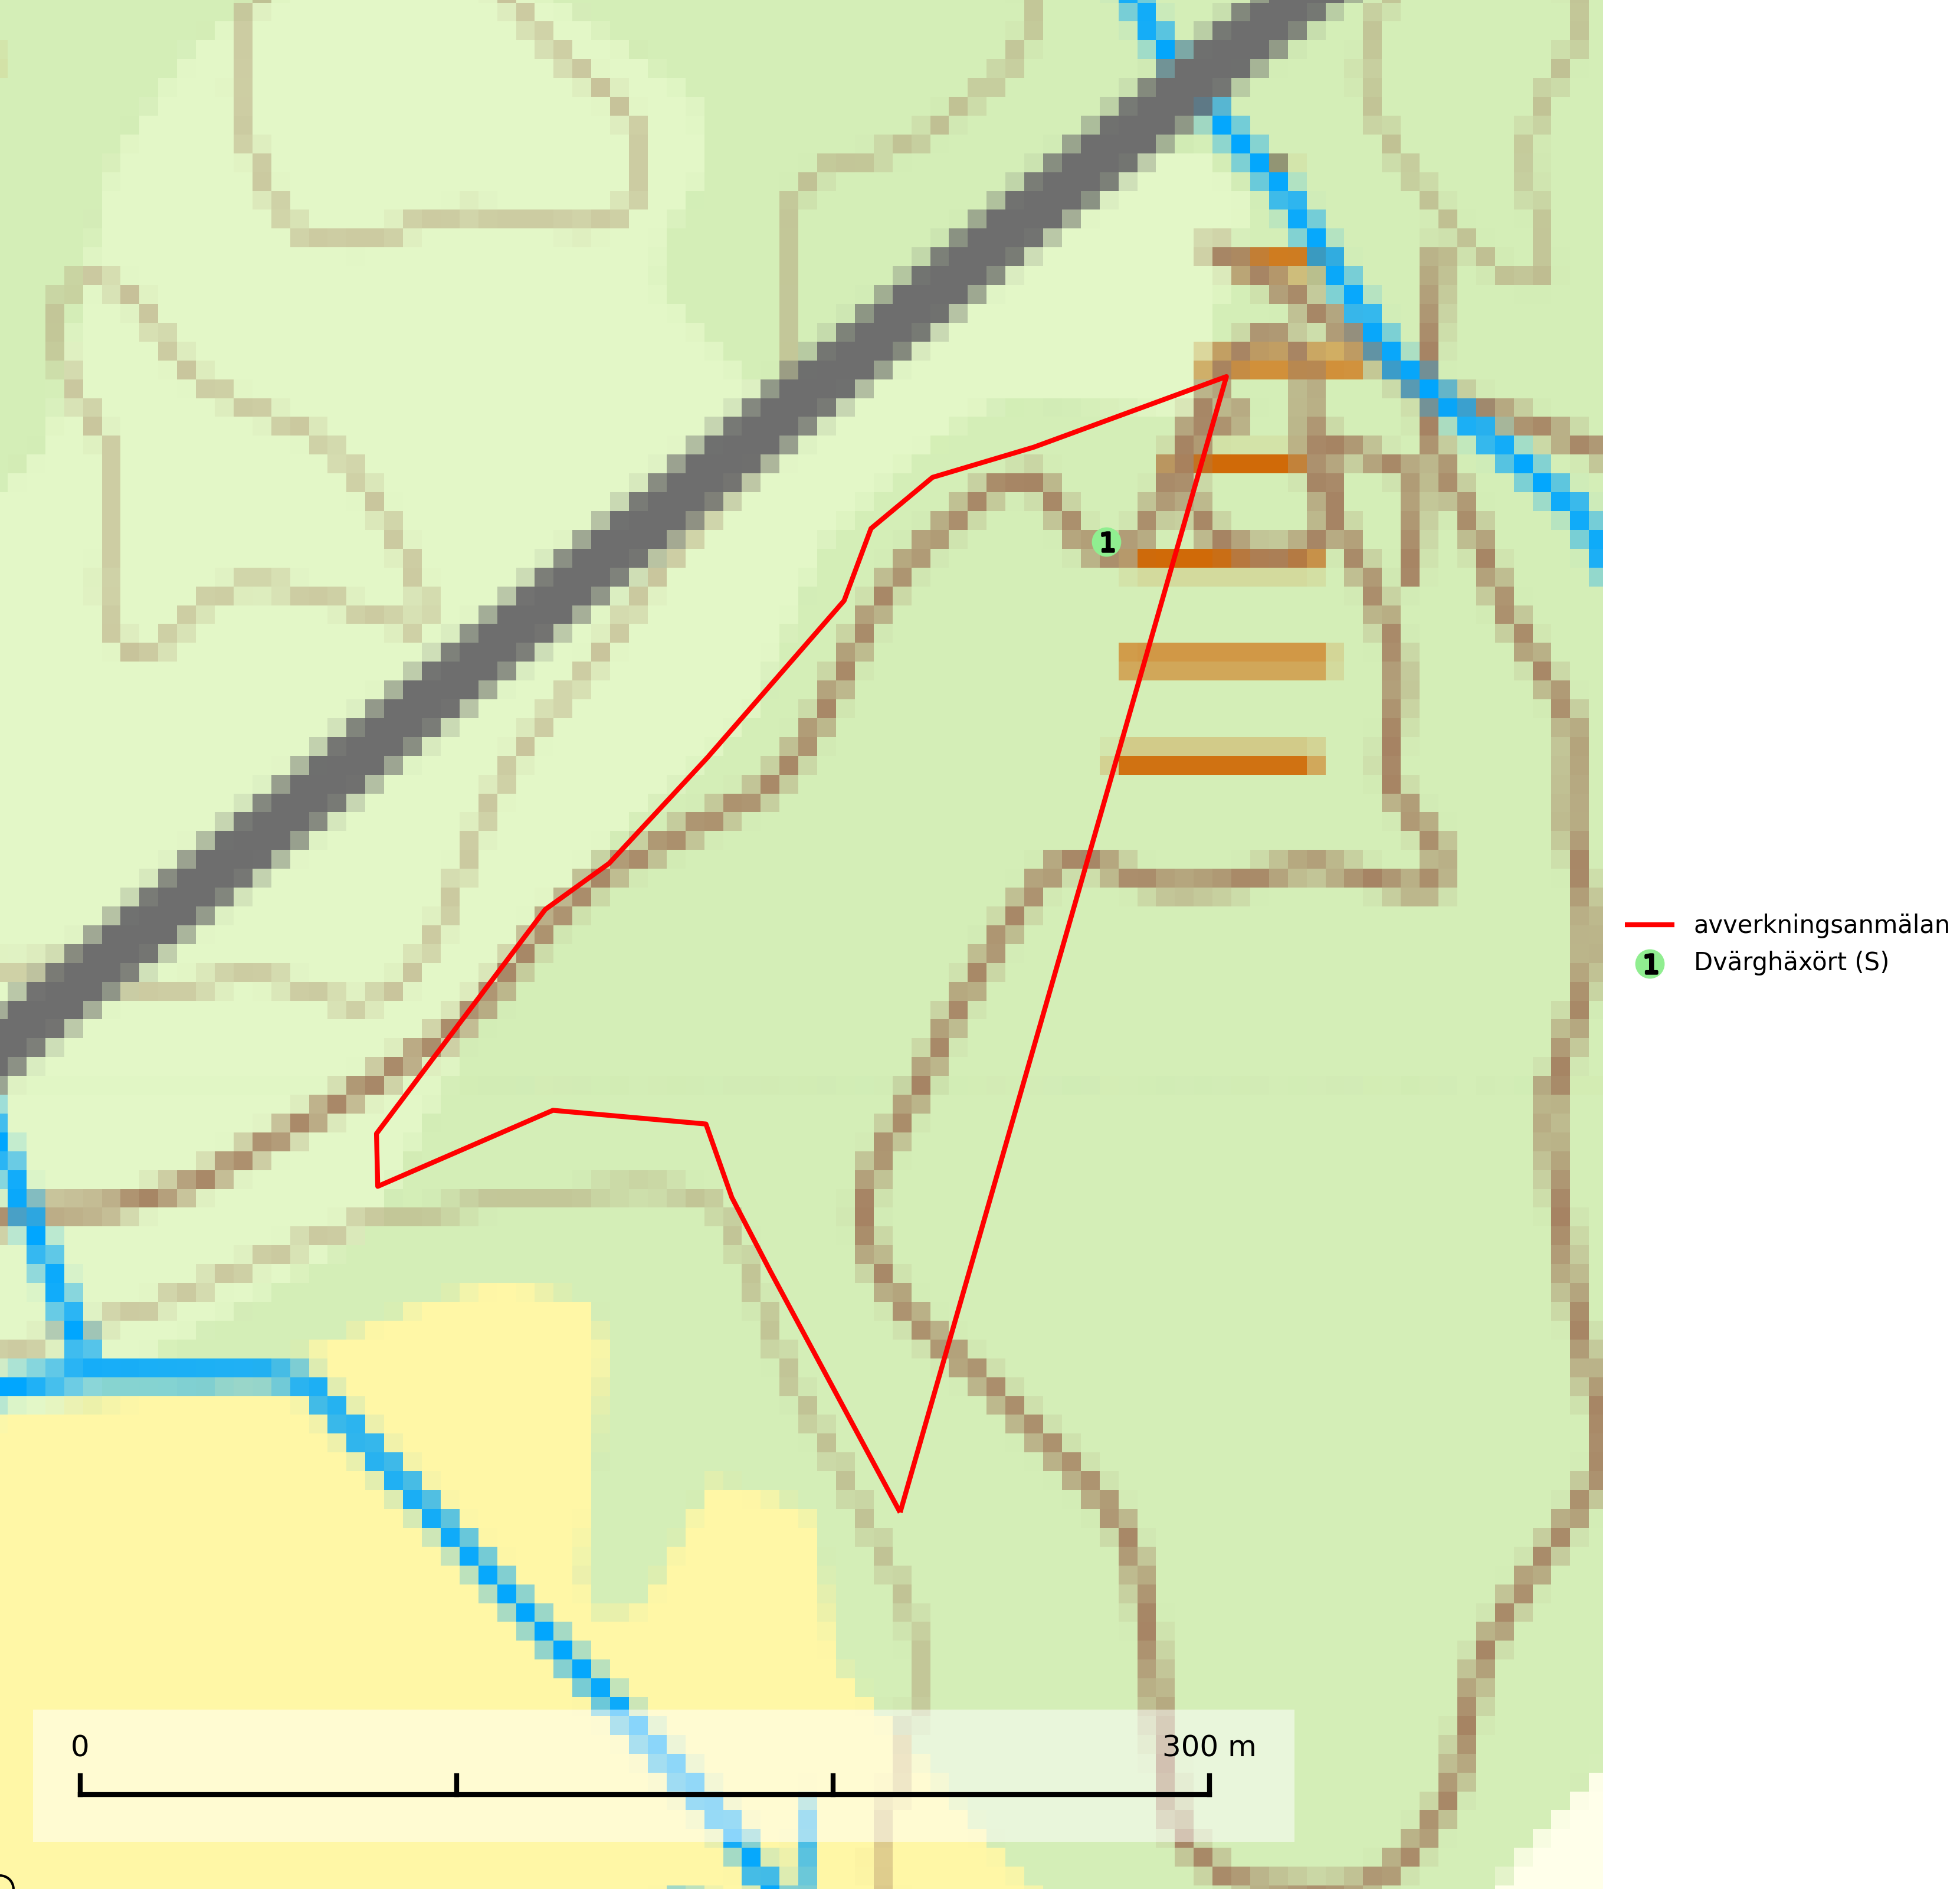 1
avverkningsanmälan
1 Dvärghäxört (S)
0 300 m